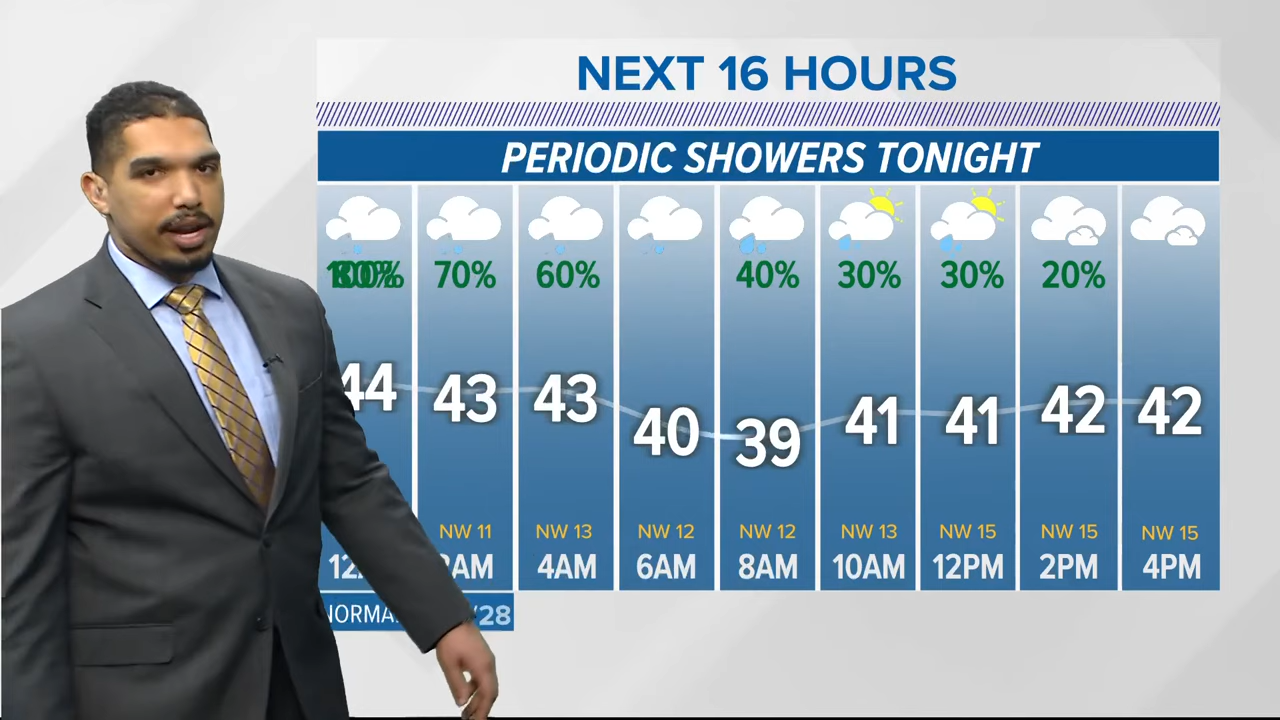 NEXT 16 HOURS
PERIODIC SHOWERS TONIGHT
70% 60% 40% 30% 30% 20%
44 43 43 40 39 41 41 42 42
NW 11 NW 13 NW 12 NW 12 NW 13 NW 15 NW 15 NW 15
4AM 6AM 8AM 10AM 12PM 2PM 4PM
28